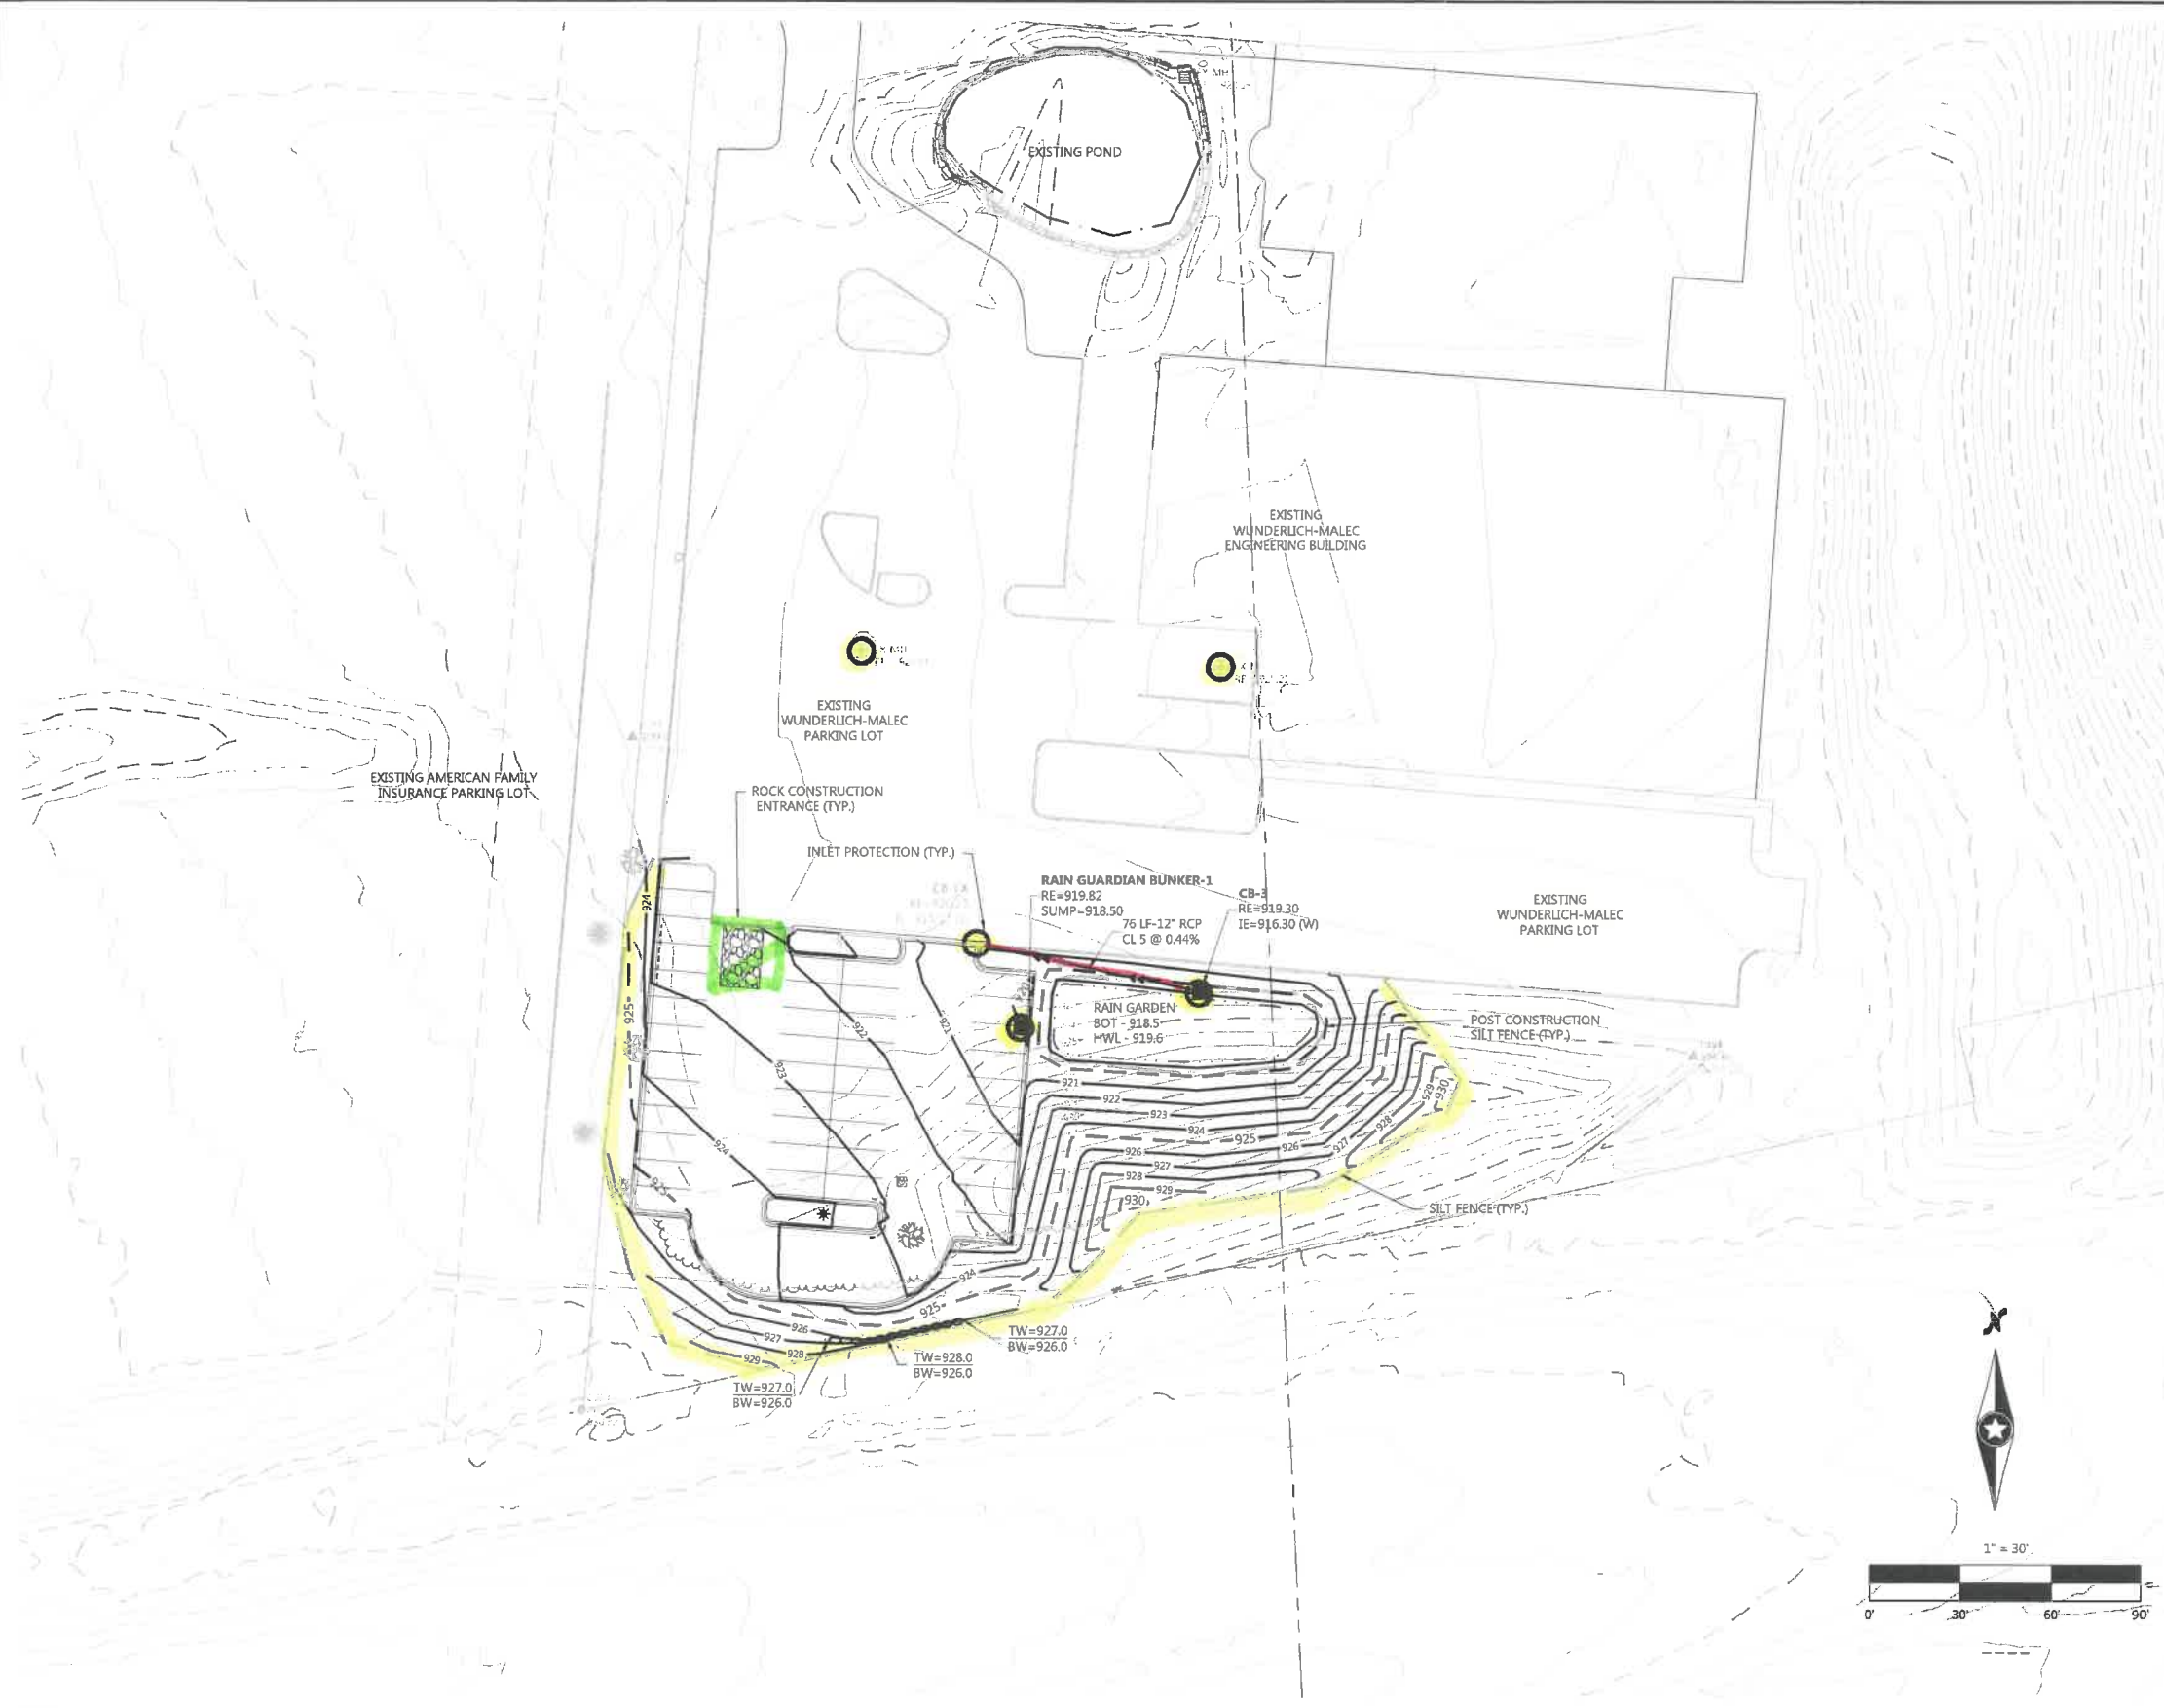 EXISTING POND
EXISTING
WUNDERLICH-MALEC
ENGINEERING BUILDING
EXISTING
WUNDERLICH-MALEC
PARKING LOT
EXISTING AMERICAN FAMILY
INSURANCE PARKING LOT
ROCK CONSTRUCTION
ENTRANCE (TYP.)
INLET PROTECTION (TYP.)
RAIN GUARDIAN BUNKER-1
RE=919.82
SUMP=918.50
76 LF-12" RCP
CL 5 @ 0.44%
CB-3
RE=919.30
IE=916.30 (W)
EXISTING
WUNDERLICH-MALEC
PARKING LOT
RAIN GARDEN
BOT - 918.5
HWL - 919.6
POST CONSTRUCTION
SILT FENCE (TYP.)
SILT FENCE (TYP.)
924
925
923
922
921
924
925
921
922
923
924
925
926
926
927
927
928
928
929
929
930
930
924
925
926
927
928
929
TW=927.0
BW=926.0
TW=928.0
BW=926.0
TW=927.0
BW=926.0
1" = 30'
0'
30'
60'
90'